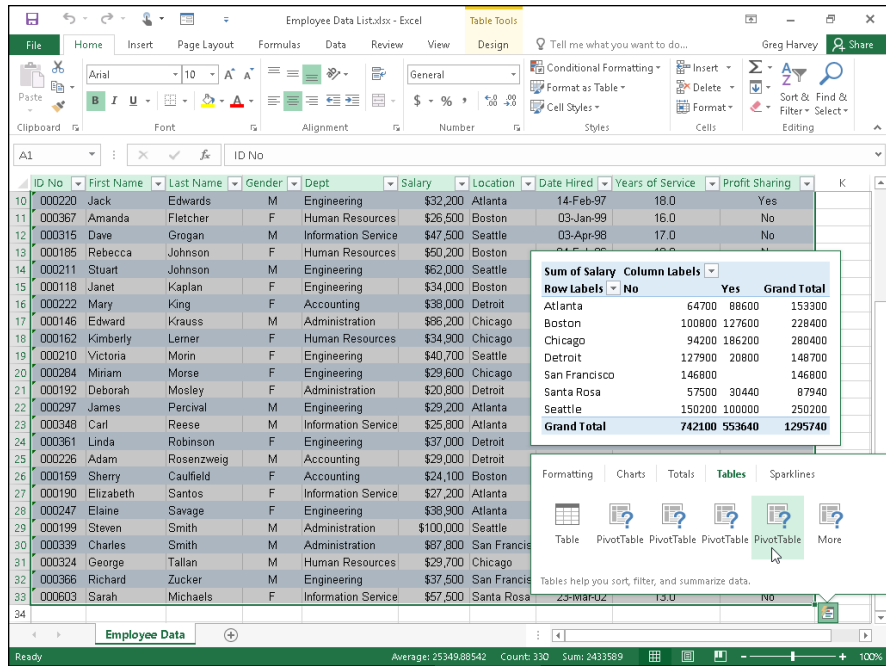 Employee Data List.xlsx - Excel
Table Tools
File Home Insert Page Layout Formulas Data Review View Design Tell me what you want to do... Greg Harvey Share
Paste
Arial 10 A A
B I U A
General
$ % , .00 .0 
Conditional Formatting
Format as Table
Cell Styles
Insert
Delete
Format
Sort & Filter
Find & Select
Clipboard Font Alignment Number Styles Cells Editing
A1 fx ID No
ID No First Name Last Name Gender Dept Salary Location Date Hired Years of Service Profit Sharing K
10 000220 Jack Edwards M Engineering $32,200 Atlanta 14-Feb-97 18.0 Yes
11 000367 Amanda Fletcher F Human Resources $26,500 Boston 03-Jan-99 16.0 No
12 000315 Dave Grogan M Information Service $47,500 Seattle 03-Apr-98 17.0 No
13 000185 Rebecca Johnson F Human Resources $50,200 Boston
14 000211 Stuart Johnson M Engineering $62,000 Seattle
15 000118 Janet Kaplan F Engineering $34,000 Boston
16 000222 Mary King F Accounting $38,000 Detroit
17 000146 Edward Krauss M Administration $86,200 Chicago
18 000162 Kimberly Lerner F Human Resources $34,900 Chicago
19 000210 Victoria Morin F Engineering $40,700 Seattle
20 000284 Miriam Morse F Engineering $29,600 Chicago
21 000192 Deborah Mosley F Administration $20,800 Detroit
22 000297 James Percival M Engineering $29,200 Atlanta
23 000348 Carl Reese M Information Service $25,800 Atlanta
24 000361 Linda Robinson F Engineering $37,000 Detroit
25 000226 Adam Rosenzweig M Accounting $29,000 Detroit
26 000159 Sherry Caulfield F Accounting $24,100 Boston
27 000190 Elizabeth Santos F Information Service $27,200 Atlanta
28 000247 Elaine Savage F Engineering $38,900 Atlanta
29 000199 Steven Smith M Administration $100,000 Seattle
30 000339 Charles Smith M Administration $87,800 San Francis
31 000324 George Tallan M Human Resources $29,700 Chicago
32 000366 Richard Zucker M Engineering $37,500 San Francis
33 000603 Sarah Michaels F Information Service $57,500 Santa Rosa 23-Mar-02 13.0 No
34
Sum of Salary Column Labels
Row Labels No Yes Grand Total
Atlanta 64700 88600 153300
Boston 100800 127600 228400
Chicago 94200 186200 280400
Detroit 127900 20800 148700
San Francisco 146800 146800
Santa Rosa 57500 30440 87940
Seattle 150200 100000 250200
Grand Total 742100 553640 1295740
Formatting Charts Totals Tables Sparklines
Table PivotTable PivotTable PivotTable PivotTable More
Tables help you sort, filter, and summarize data.
Employee Data
Ready Average: 25349.88542 Count: 330 Sum: 2433589 100%